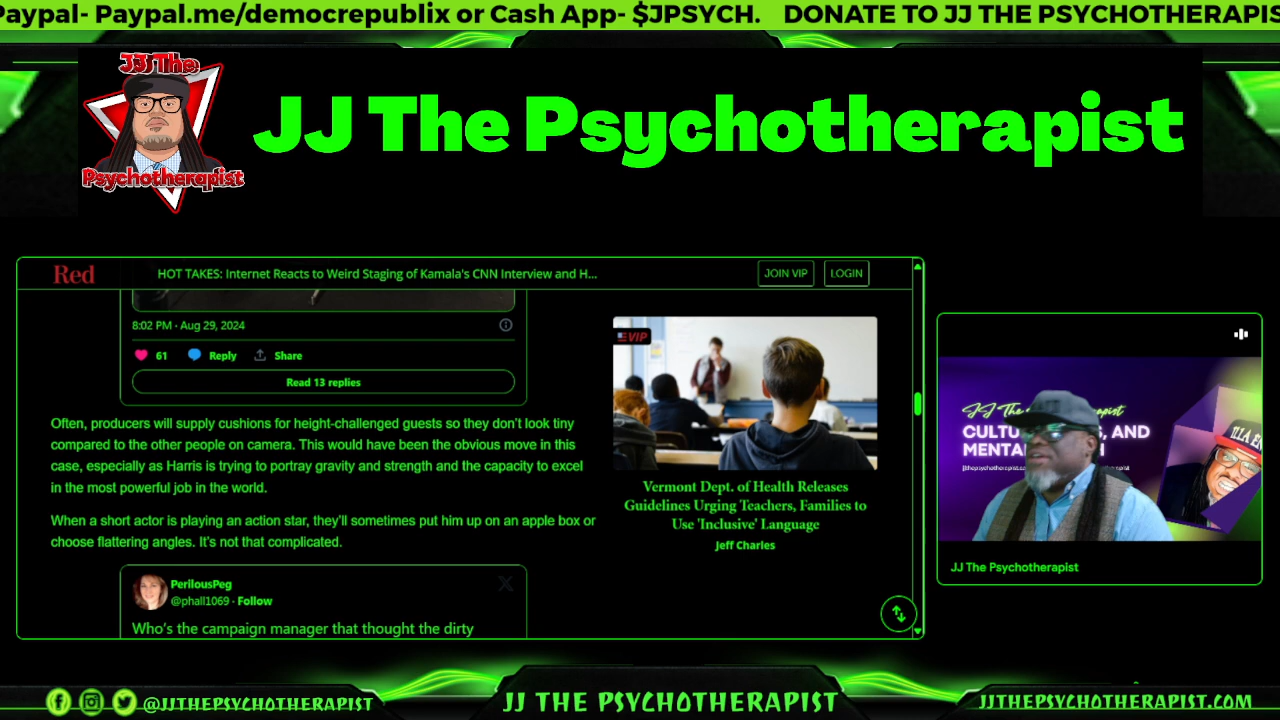 Paypal- Paypal.me/democrepublix or Cash App- $JPSYCH. DONATE TO JJ THE PSYCHOTHERAPIS
JJ The
Psychotherapist
JJ The Psychotherapist
Red
HOT TAKES: Internet Reacts to Weird Staging of Kamala's CNN Interview and H...
JOIN VIP
LOGIN
8:02 PM · Aug 29, 2024
61
Reply
Share
Read 13 replies
Often, producers will supply cushions for height-challenged guests so they don't look tiny
compared to the other people on camera. This would have been the obvious move in this
case, especially as Harris is trying to portray gravity and strength and the capacity to excel
in the most powerful job in the world.
When a short actor is playing an action star, they'll sometimes put him up on an apple box or
choose flattering angles. It's not that complicated.
PerilousPeg
@phall1069 · Follow
Who's the campaign manager that thought the dirty
VIP
Vermont Dept. of Health Releases
Guidelines Urging Teachers, Families to
Use 'Inclusive' Language
Jeff Charles
JJ The
AND
JJ The Psychotherapist
@JJTHEPSYCHOTHERAPIST
JJ THE PSYCHOTHERAPIST
JJTHEPSYCHOTHERAPIST.COM